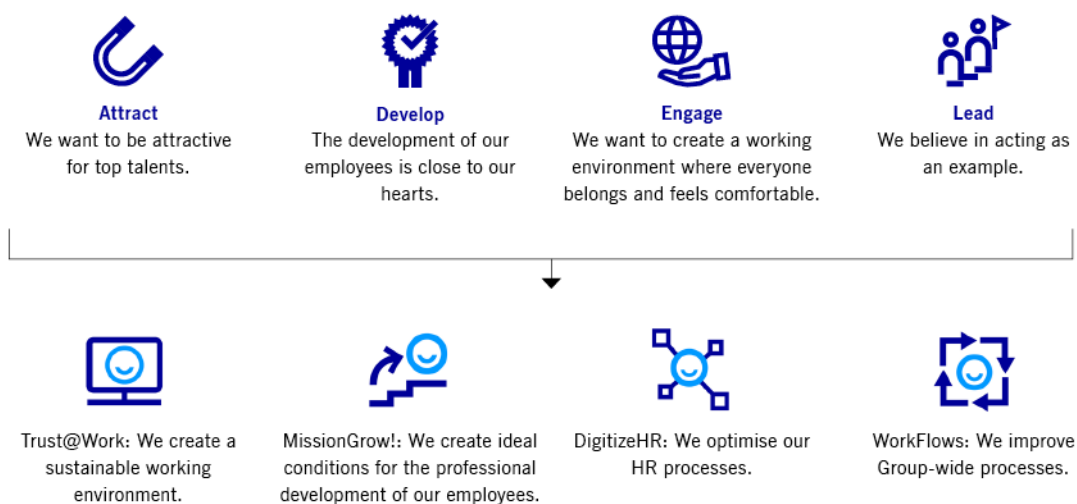 Attract
We want to be attractive
for top talents.
Develop
The development of our
employees is close to our
hearts.
Engage
We want to create a working
environment where everyone
belongs and feels comfortable.
Lead
We believe in acting as
an example.
Trust@Work: We create a
sustainable working
environment.
MissionGrow!: We create ideal
conditions for the professional
development of our employees.
DigitizeHR: We optimise our
HR processes.
WorkFlows: We improve
Group-wide processes.